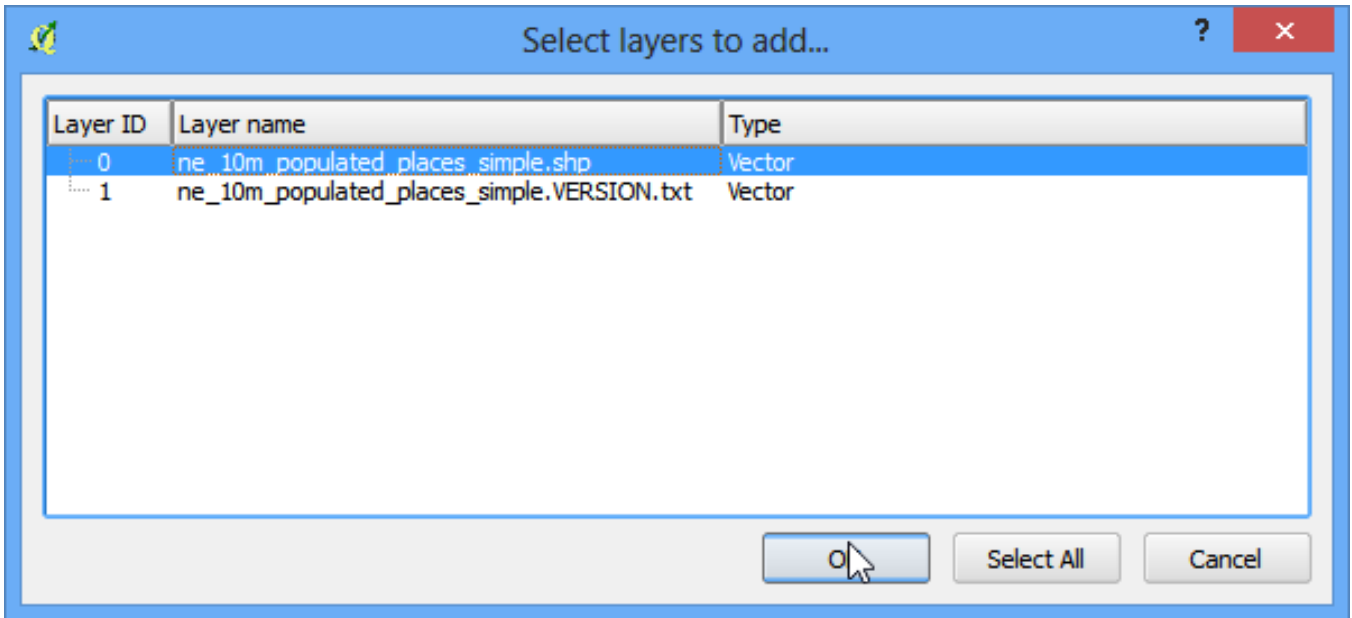 Select layers to add...
?
Layer ID Layer name Type
0 ne_10m_populated_places_simple.shp Vector
1 ne_10m_populated_places_simple.VERSION.txt Vector
Select All Cancel